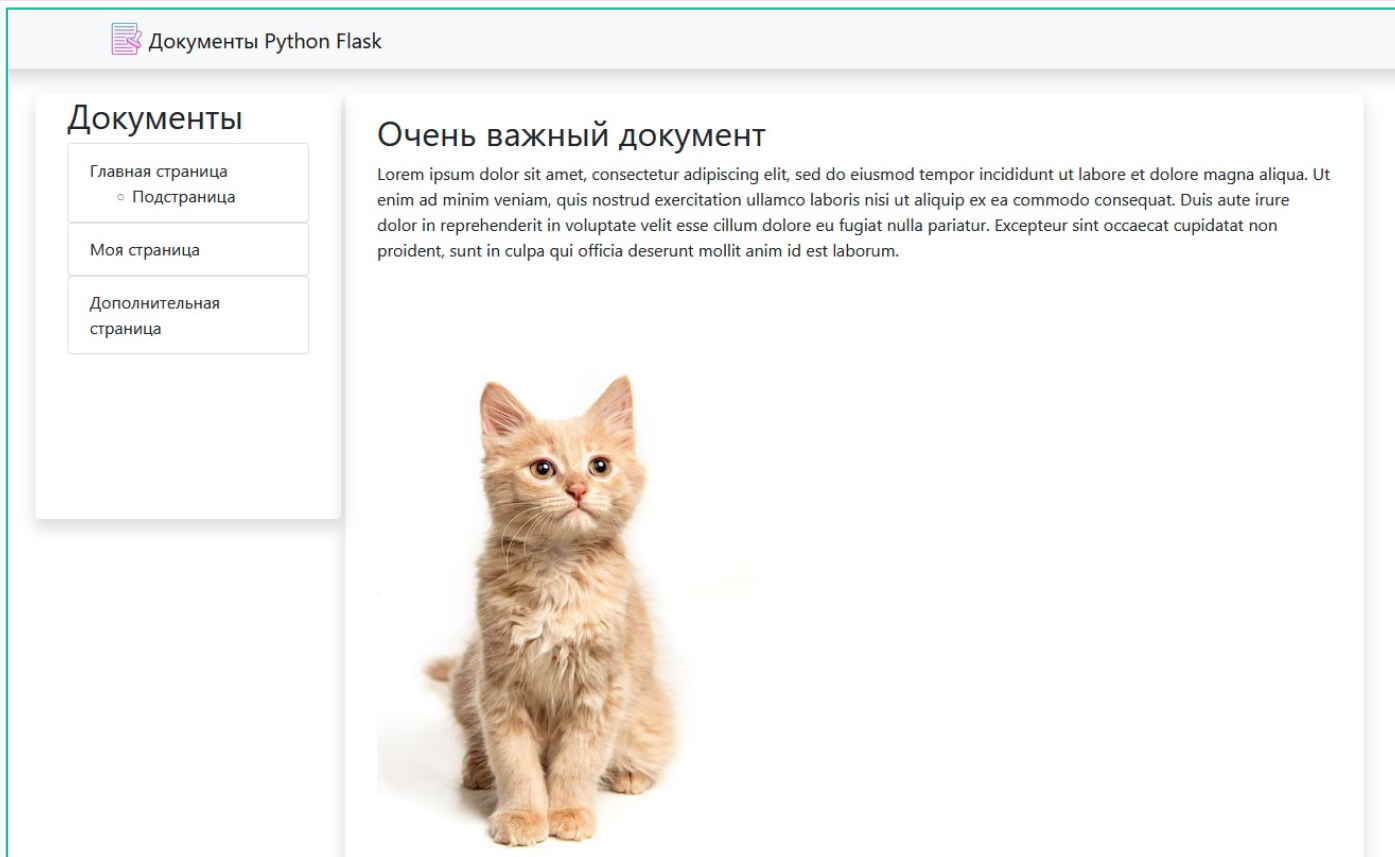 Документы Python Flask
Документы
Главная страница
Подстраница
Моя страница
Дополнительная
страница
Очень важный документ
Lorem ipsum dolor sit amet, consectetur adipiscing elit, sed do eiusmod tempor incididunt ut labore et dolore magna aliqua. Ut
enim ad minim veniam, quis nostrud exercitation ullamco laboris nisi ut aliquip ex ea commodo consequat. Duis aute irure
dolor in reprehenderit in voluptate velit esse cillum dolore eu fugiat nulla pariatur. Excepteur sint occaecat cupidatat non
proident, sunt in culpa qui officia deserunt mollit anim id est laborum.